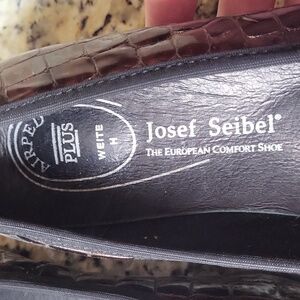 AIRPED
PLUS
WEITE
H
Josef Seibel®
THE EUROPEAN COMFORT SHOE